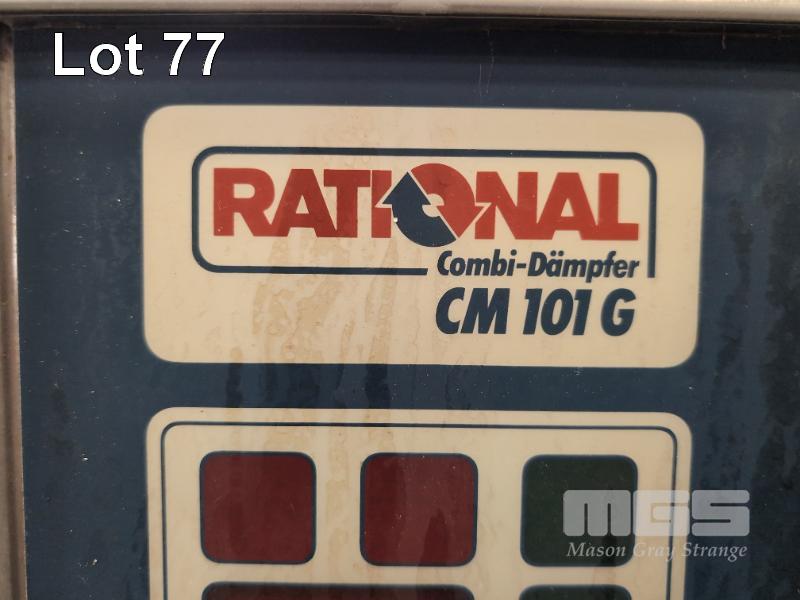 Lot 77
RATIONAL
Combi-Dämpfer
CM 101 G
MGS
Mason Gray Strange